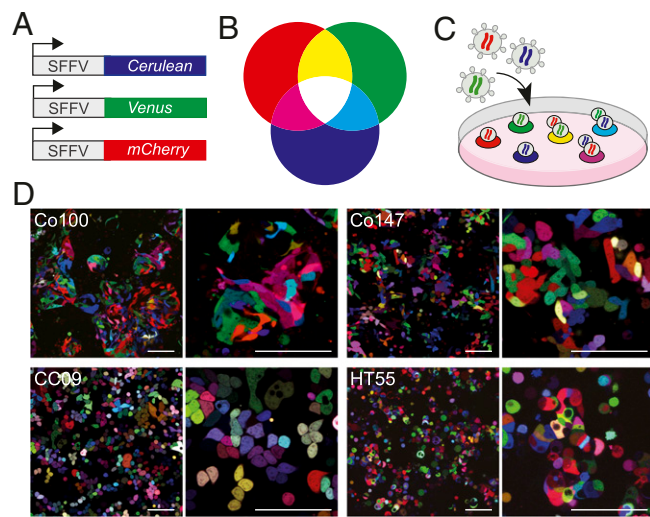 A
SFFV Cerulean
SFFV Venus
SFFV mCherry
B
C
D
Co100
Co147
CC09
HT55